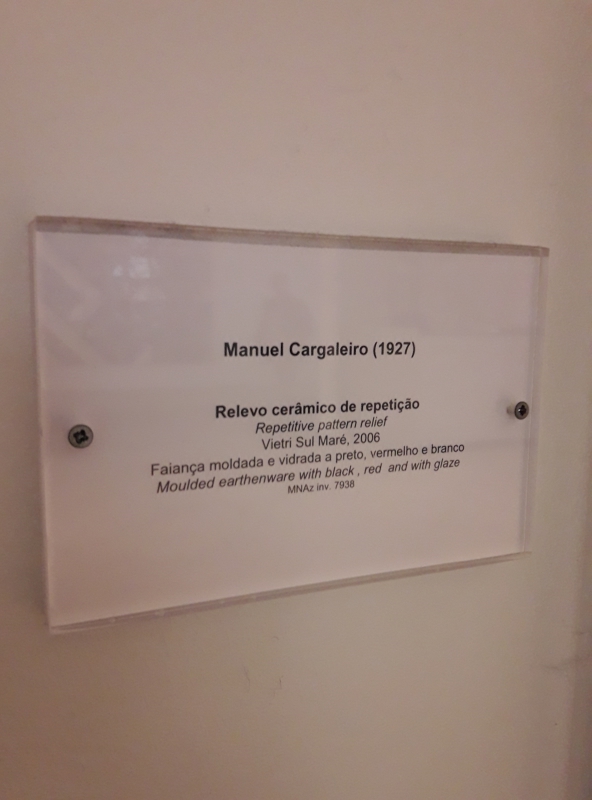 Manuel Cargaleiro (1927)
Relevo cerâmico de repetição
Repetitive pattern relief
Vietri Sul Maré, 2006
Faiança moldada e vidrada a preto, vermelho e branco
Moulded earthenware with black , red and with glaze
MNAz inv. 7938